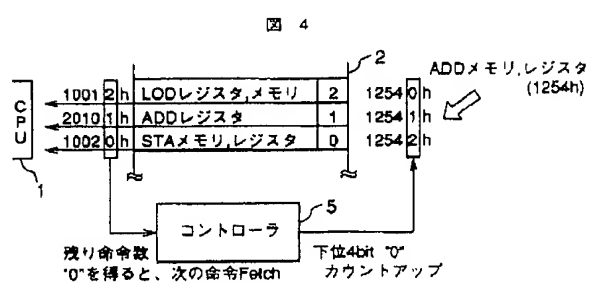 図 4
2
ADDメモリ,レジスタ
(1254h)
CPU
1
1001 2 h LODレジスタ,メモリ 2 1254 0 h
2010 1 h ADDレジスタ 1 1254 1 h
1002 0 h STAメモリ,レジスタ 0 1254 2 h
コントローラ
5
残り命令数
"0"を得ると、次の命令Fetch
下位4bit "0"
カウントアップ